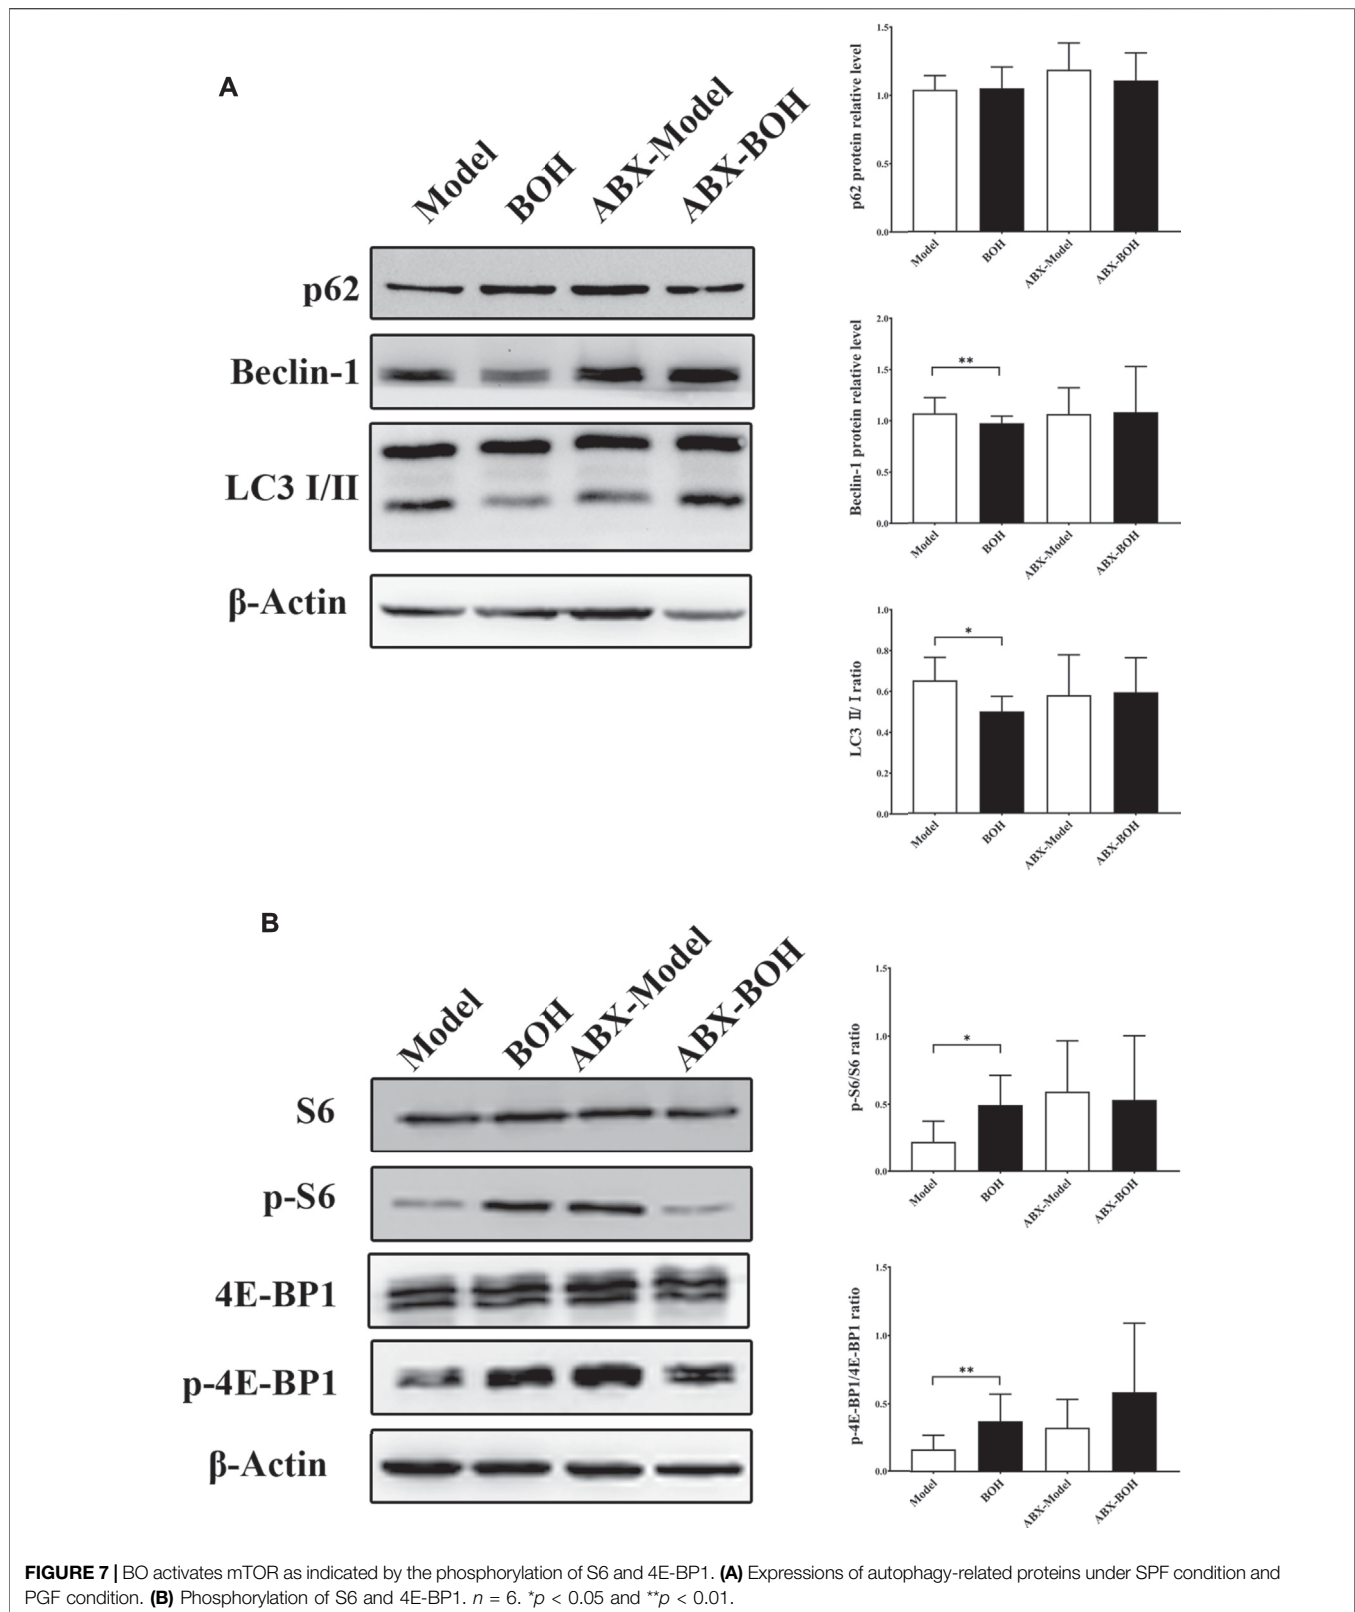 A
Model
BOH
ABX-Model
ABX-BOH
p62
Beclin-1
LC3 I/II
β-Actin
p62 protein relative level
1.5
1.0
0.5
0.0
Model
BOH
ABX-Model
ABX-BOH
Beclin-1 protein relative level
2.0
1.5
1.0
0.5
0.0
**
Model
BOH
ABX-Model
ABX-BOH
LC3 II/ I ratio
1.0
0.8
0.6
0.4
0.2
0.0
*
Model
BOH
ABX-Model
ABX-BOH
B
Model
BOH
ABX-Model
ABX-BOH
S6
p-S6
4E-BP1
p-4E-BP1
β-Actin
p-S6/S6 ratio
1.5
1.0
0.5
0.0
*
Model
BOH
ABX-Model
ABX-BOH
p-4E-BP1/4E-BP1 ratio
1.5
1.0
0.5
0.0
**
Model
BOH
ABX-Model
ABX-BOH
FIGURE 7 | BO activates mTOR as indicated by the phosphorylation of S6 and 4E-BP1. (A) Expressions of autophagy-related proteins under SPF condition and
PGF condition. (B) Phosphorylation of S6 and 4E-BP1. n = 6. *p < 0.05 and **p < 0.01.